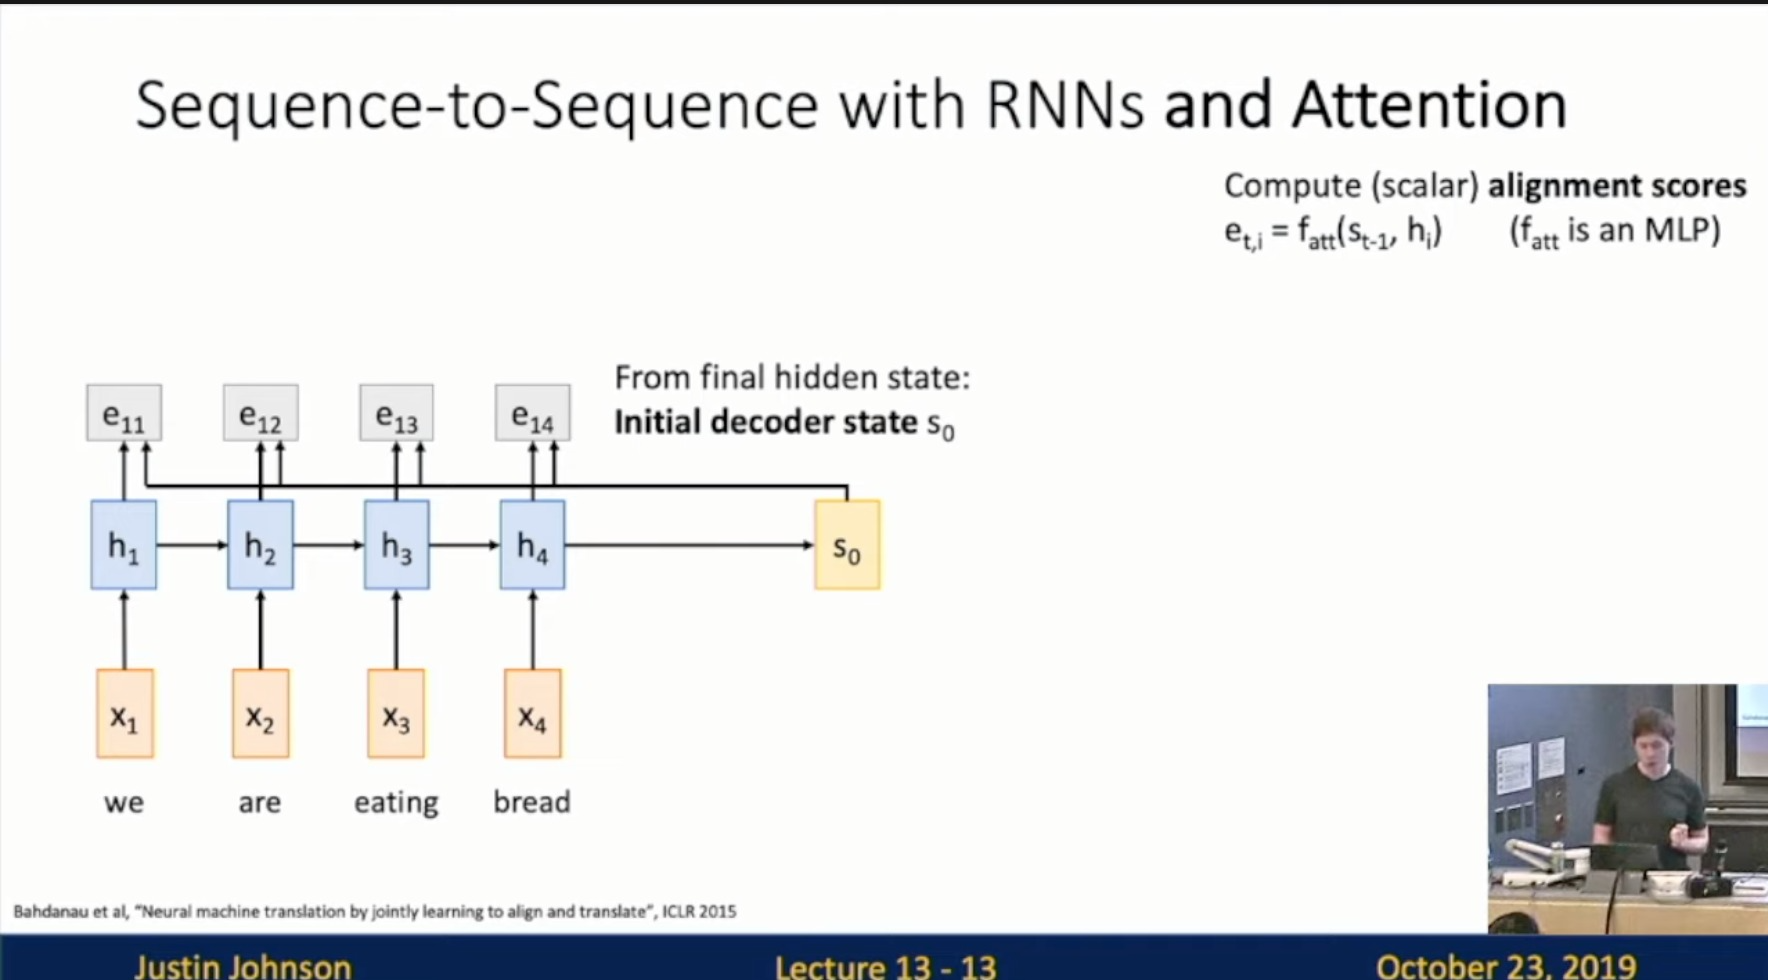 Sequence-to-Sequence with RNNs and Attention
Compute (scalar) alignment scores
e_{t,i} = f_{att}(s_{t-1}, h_i) (f_{att} is an MLP)
From final hidden state:
Initial decoder state s_0
e_{11} e_{12} e_{13} e_{14}
h_1 h_2 h_3 h_4 s_0
x_1 x_2 x_3 x_4
we are eating bread
Bahdanau et al, "Neural machine translation by jointly learning to align and translate", ICLR 2015
Justin Johnson Lecture 13 - 13 October 23, 2019